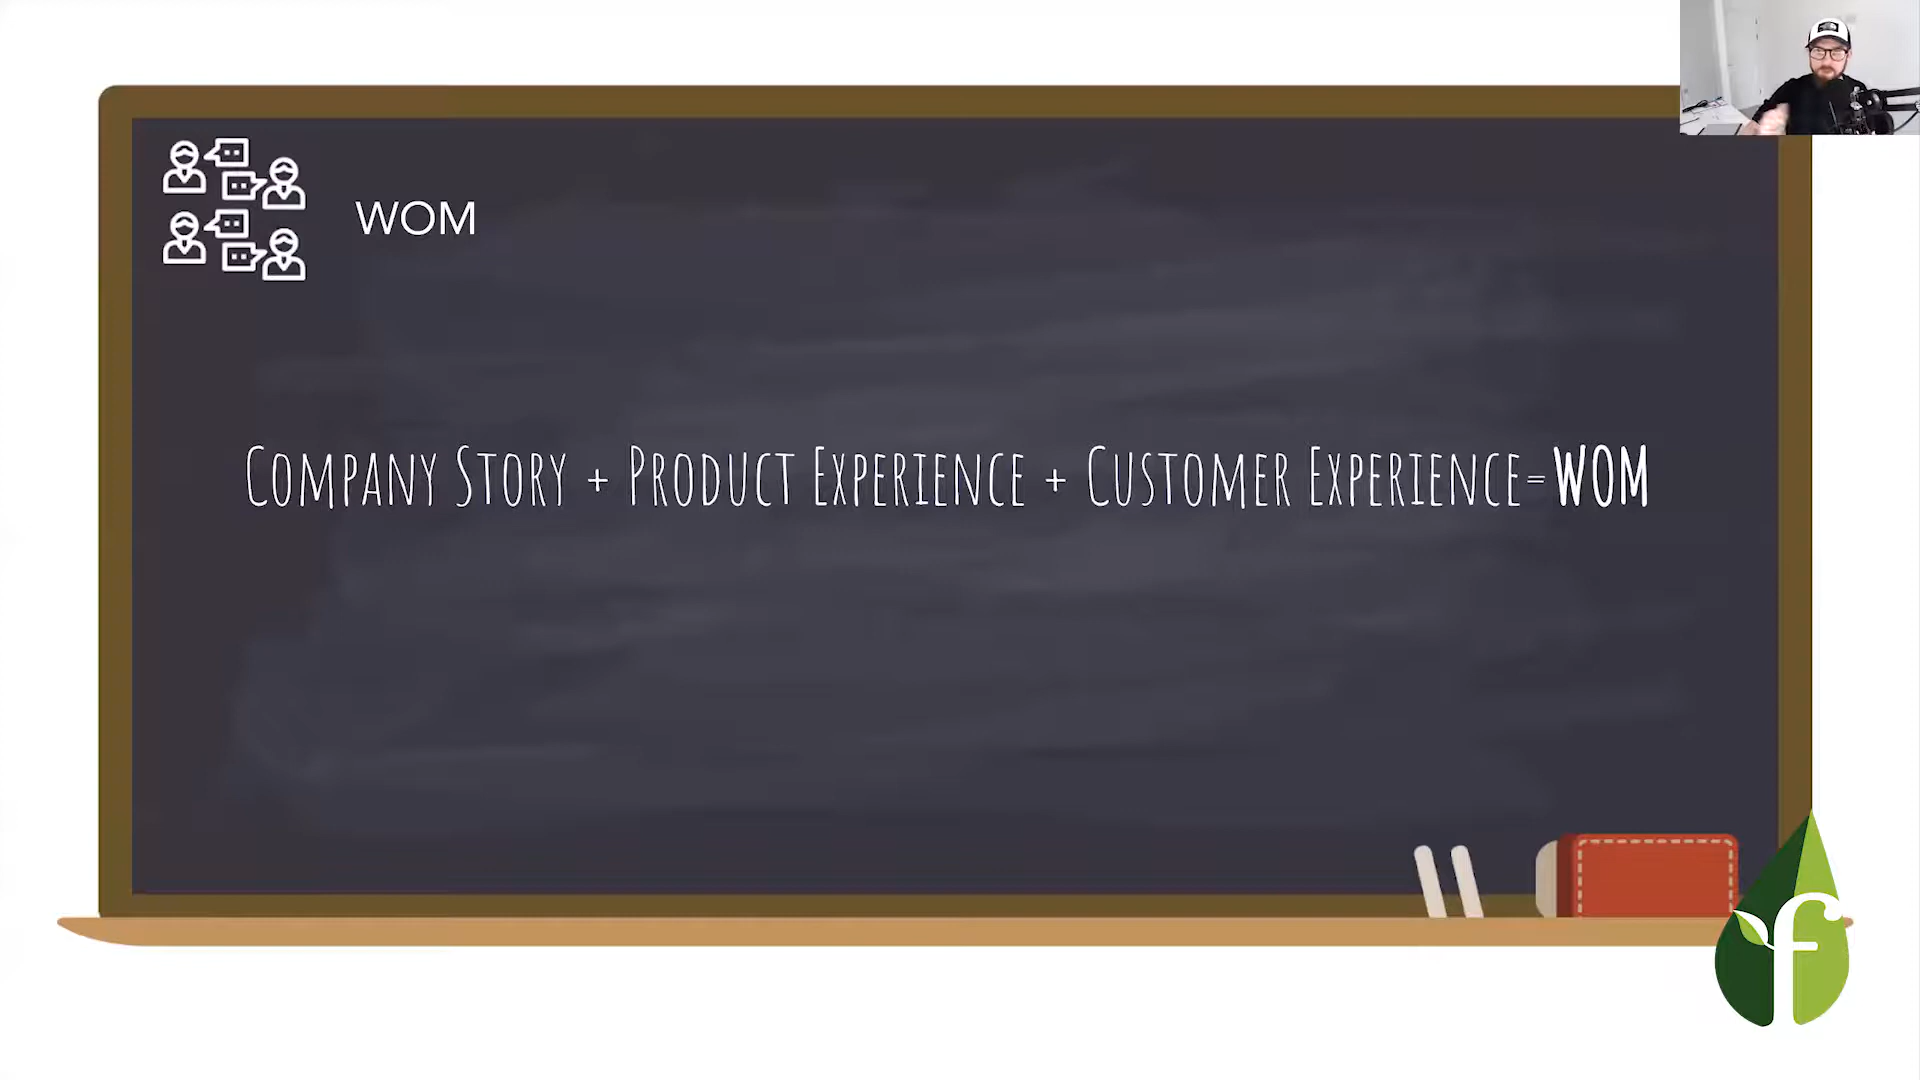 WOM
Company Story + Product Experience + Customer Experience=WOM
f